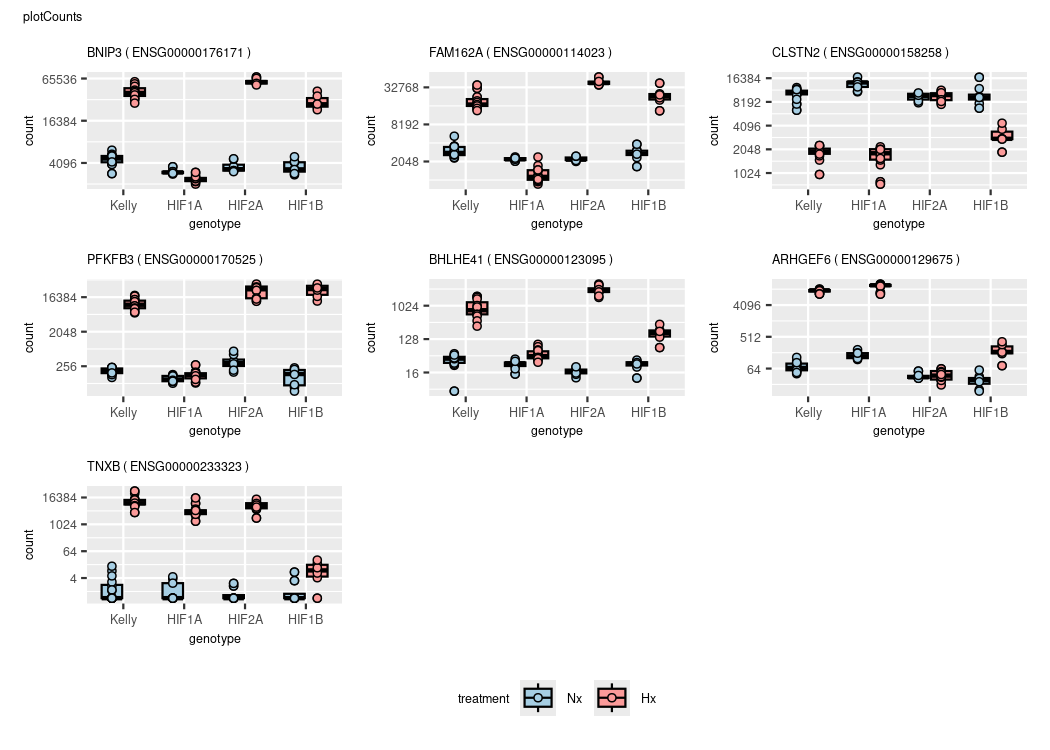 plotCounts
BNIP3 ( ENSG00000176171 )
65536
16384
4096
count
Kelly HIF1A HIF2A HIF1B
genotype
FAM162A ( ENSG00000114023 )
32768
8192
2048
count
Kelly HIF1A HIF2A HIF1B
genotype
CLSTN2 ( ENSG00000158258 )
16384
8192
4096
2048
1024
count
Kelly HIF1A HIF2A HIF1B
genotype
PFKFB3 ( ENSG00000170525 )
16384
2048
256
count
Kelly HIF1A HIF2A HIF1B
genotype
BHLHE41 ( ENSG00000123095 )
1024
128
16
count
Kelly HIF1A HIF2A HIF1B
genotype
ARHGEF6 ( ENSG00000129675 )
4096
512
64
count
Kelly HIF1A HIF2A HIF1B
genotype
TNXB ( ENSG00000233323 )
16384
1024
64
4
count
Kelly HIF1A HIF2A HIF1B
genotype
treatment Nx Hx